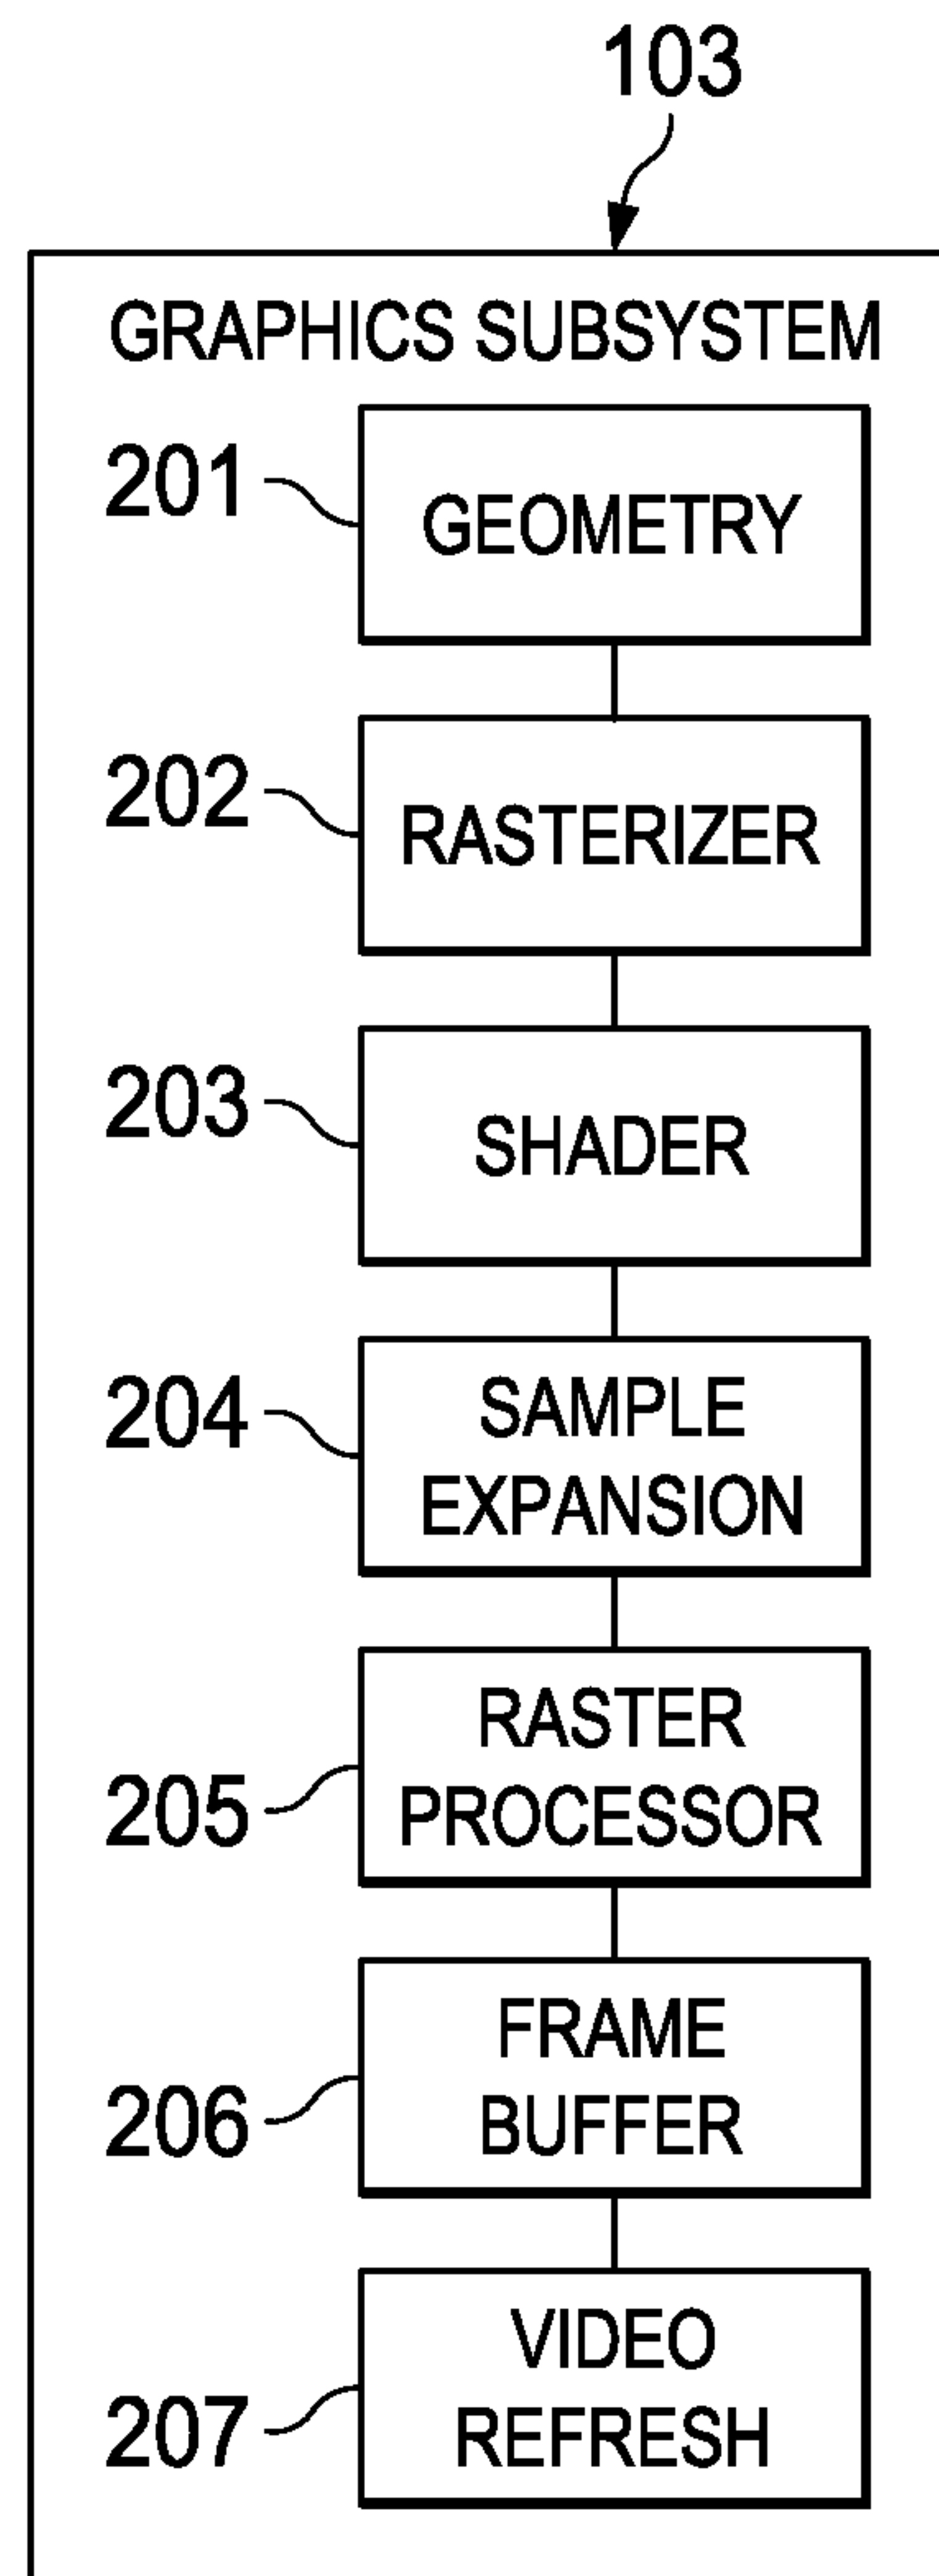 103
GRAPHICS SUBSYSTEM
201
GEOMETRY
202
RASTERIZER
203
SHADER
204
SAMPLE
EXPANSION
205
RASTER
PROCESSOR
206
FRAME
BUFFER
207
VIDEO
REFRESH